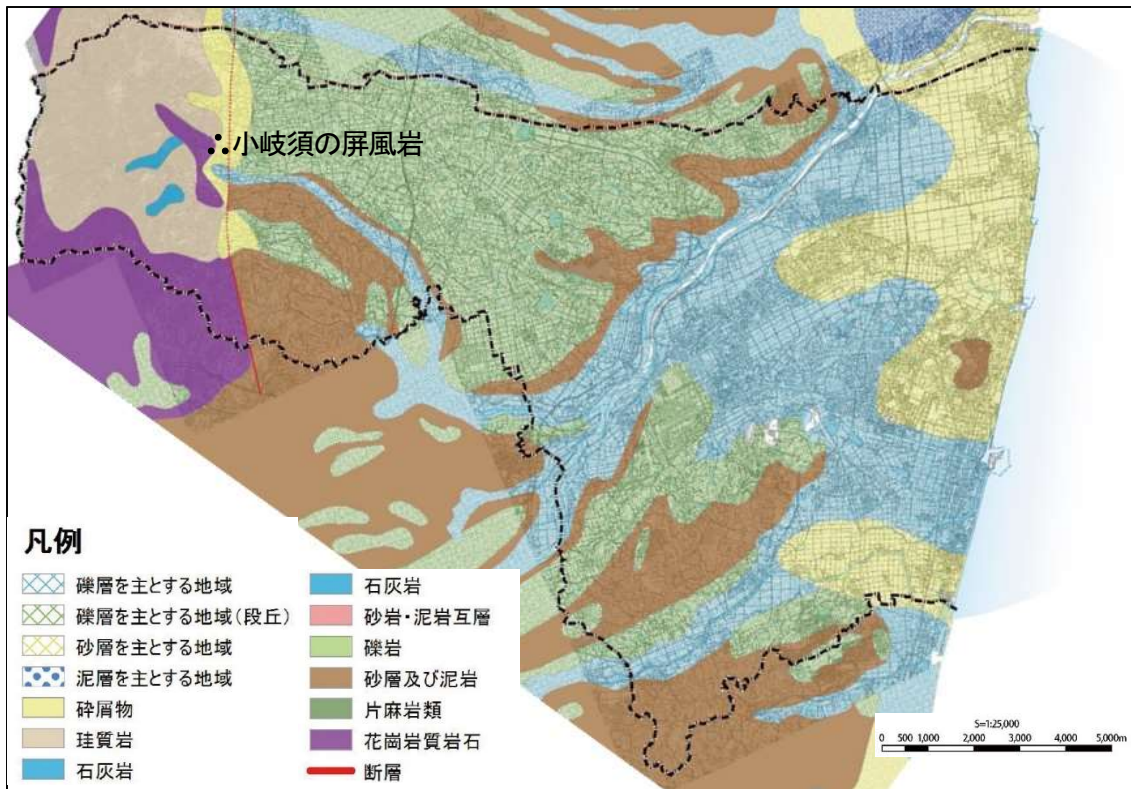 ∴小岐須の屏風岩
凡例
礫層を主とする地域
礫層を主とする地域(段丘)
砂層を主とする地域
泥層を主とする地域
砕屑物
珪質岩
石灰岩
石灰岩
砂岩・泥岩互層
礫岩
砂層及び泥岩
片麻岩類
花崗岩質岩石
断層
S=1:25,000
0 500 1,000 2,000 3,000 4,000 5,000m